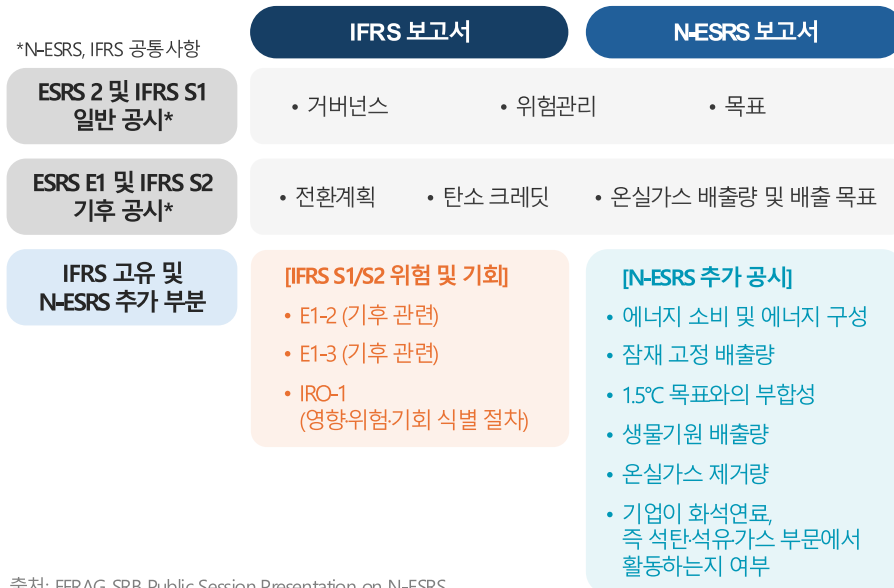 IFRS 보고서
N-ESRS 보고서
*N-ESRS, IFRS 공통사항
ESRS 2 및 IFRS S1
일반 공시*
• 거버넌스 • 위험관리 • 목표
ESRS E1 및 IFRS S2
기후 공시*
• 전환계획 • 탄소 크레딧 • 온실가스 배출량 및 배출 목표
IFRS 고유 및
N-ESRS 추가 부분
[IFRS S1/S2 위험 및 기회]
• E1-2 (기후 관련)
• E1-3 (기후 관련)
• IRO-1
(영향·위험·기회 식별 절차)
[N-ESRS 추가 공시]
• 에너지 소비 및 에너지 구성
• 잠재 고정 배출량
• 1.5℃ 목표와의 부합성
• 생물기원 배출량
• 온실가스 제거량
• 기업이 화석연료,
즉 석탄·석유·가스 부문에서
활동하는지 여부
출처: EFRAG SRB Public Session Presentation on N-ESRS